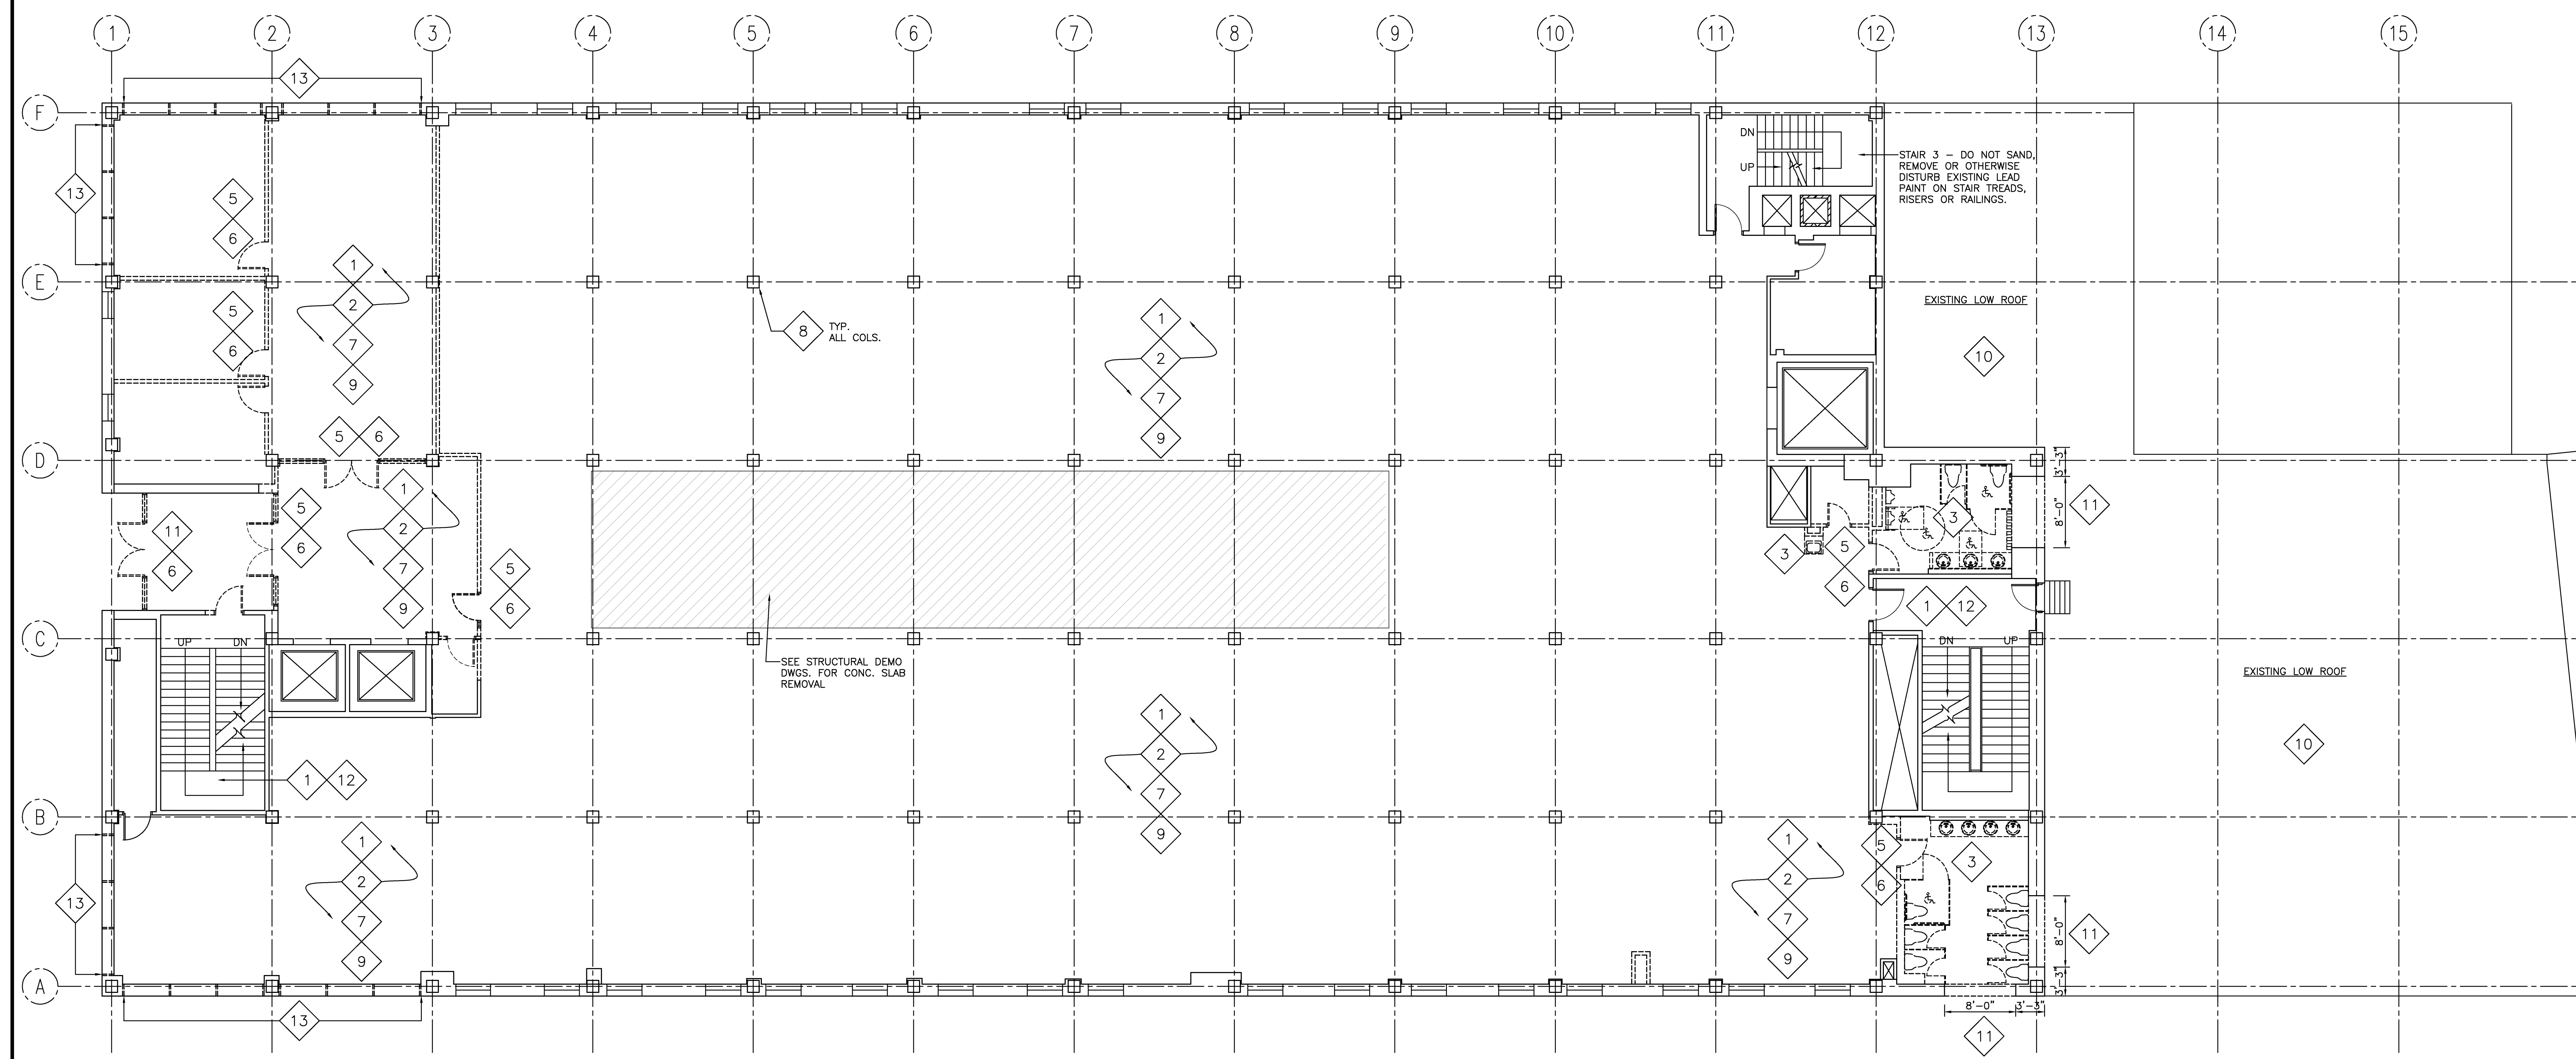 1 2 3 4 5 6 7 8 9 10 11 12 13 14 15
13
F
DN
UP
STAIR 3 – DO NOT SAND,
REMOVE OR OTHERWISE
DISTURB EXISTING LEAD
PAINT ON STAIR TREADS,
RISERS OR RAILINGS.
13
5
6
1
2
7
9
E
5
6
8
TYP.
ALL COLS.
1
2
7
9
EXISTING LOW ROOF
10
5 6
D
1
2
7
9
5
6
11
6
5
6
3
5
6
3
3'-3"
8'-0"
11
1 12
C
UP DN
DN UP
SEE STRUCTURAL DEMO
DWGS. FOR CONC. SLAB
REMOVAL
EXISTING LOW ROOF
10
1
2
7
9
1 12
B
13
1
2
7
9
1
2
7
9
5
6
3
8'-0"
11
3'-3"
A
8'-0" 3'-3"
13
11